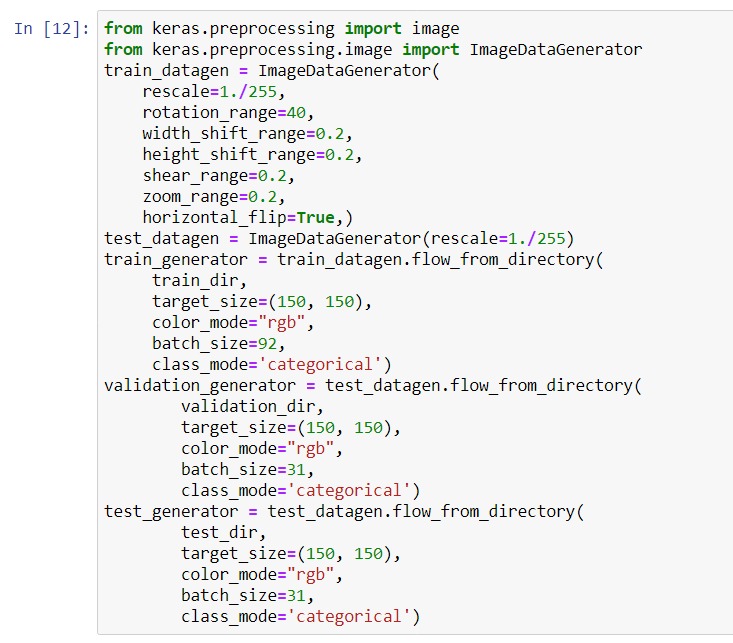 In [12]: from keras.preprocessing import image
from keras.preprocessing.image import ImageDataGenerator
train_datagen = ImageDataGenerator(
    rescale=1./255,
    rotation_range=40,
    width_shift_range=0.2,
    height_shift_range=0.2,
    shear_range=0.2,
    zoom_range=0.2,
    horizontal_flip=True,)
test_datagen = ImageDataGenerator(rescale=1./255)
train_generator = train_datagen.flow_from_directory(
     train_dir,
     target_size=(150, 150),
     color_mode="rgb",
     batch_size=92,
     class_mode='categorical')
validation_generator = test_datagen.flow_from_directory(
        validation_dir,
        target_size=(150, 150),
        color_mode="rgb",
        batch_size=31,
        class_mode='categorical')
test_generator = test_datagen.flow_from_directory(
        test_dir,
        target_size=(150, 150),
        color_mode="rgb",
        batch_size=31,
        class_mode='categorical')